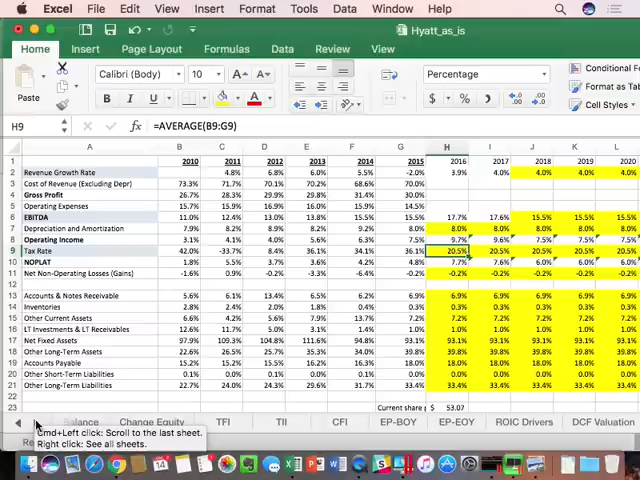 Excel File Edit View Insert Format Tools Data Window Help
Hyatt_as_is
Home Insert Page Layout Formulas Data Review View
Calibri (Body) 10 A A Percentage Conditional Form
Paste B I U A $ % Cell Styles
H9 fx =AVERAGE(B9:G9)
A B C D E F G H I J K L
1 2010 2011 2012 2013 2014 2015 2016 2017 2018 2019 2020
2 Revenue Growth Rate 4.8% 6.8% 6.0% 5.5% -2.0% 3.9% 4.0% 4.0% 4.0% 4.0%
3 Cost of Revenue (Excluding Depr) 73.3% 71.7% 70.1% 70.2% 68.6% 70.0%
4 Gross Profit 26.7% 28.3% 29.9% 29.8% 31.4% 30.0%
5 Operating Expenses 15.7% 15.9% 16.9% 15.9% 15.9% 14.5%
6 EBITDA 11.0% 12.4% 13.0% 13.8% 15.5% 15.5% 17.7% 17.6% 15.5% 15.5% 15.5%
7 Depreciation and Amortization 7.9% 8.2% 9.0% 8.2% 9.2% 8.0% 8.0% 8.0% 8.0% 8.0% 8.0%
8 Operating Income 3.1% 4.1% 4.0% 5.6% 6.3% 7.5% 9.7% 9.6% 7.5% 7.5% 7.5%
9 Tax Rate 42.0% -33.7% 8.4% 36.1% 34.1% 36.1% 20.5% 20.5% 20.5% 20.5% 20.5%
10 NOPLAT 1.8% 5.5% 3.7% 3.6% 4.2% 4.8% 7.7% 7.6% 6.0% 6.0% 6.0%
11 Net Non-Operating Losses (Gains) -1.6% 0.9% -0.2% -3.3% -6.4% -0.2% -0.2% -0.2% -0.2% -0.2% -0.2%
12
13 Accounts & Notes Receivable 5.6% 6.1% 13.4% 6.5% 6.2% 6.9% 6.9% 6.9% 6.9% 6.9% 6.9%
14 Inventories 2.8% 2.4% 2.0% 1.8% 0.4% 0.3% 0.3% 0.3% 0.3% 0.3% 0.3%
15 Other Current Assets 6.6% 4.2% 5.6% 7.9% 13.7% 7.2% 7.2% 7.2% 7.2% 7.2% 7.2%
16 LT Investments & LT Receivables 12.6% 11.7% 5.0% 3.1% 1.4% 1.0% 1.0% 1.0% 1.0% 1.0% 1.0%
17 Net Fixed Assets 97.9% 109.3% 104.8% 111.6% 94.8% 93.1% 93.1% 93.1% 93.1% 93.1% 93.1%
18 Other Long-Term Assets 22.6% 26.5% 25.7% 35.3% 34.0% 39.8% 39.8% 39.8% 39.8% 39.8% 39.8%
19 Accounts Payable 15.2% 15.2% 15.5% 14.2% 16.3% 18.0% 18.0% 18.0% 18.0% 18.0% 18.0%
20 Other Short-Term Liabilities 0.1% 0.1% 0.1% 0.0% 0.2% 0.0% 0.0% 0.0% 0.0% 0.0% 0.0%
21 Other Long-Term Liabilities 22.7% 24.0% 24.3% 29.6% 31.7% 33.4% 33.4% 33.4% 33.4% 33.4% 33.4%
23 Current share p $ 53.07
Balance Change Equity TFI TII CFI EP-BOY EP-EOY ROIC Drivers DCF Valuation
Cmd+Left click: Scroll to the last sheet.
Right click: See all sheets.